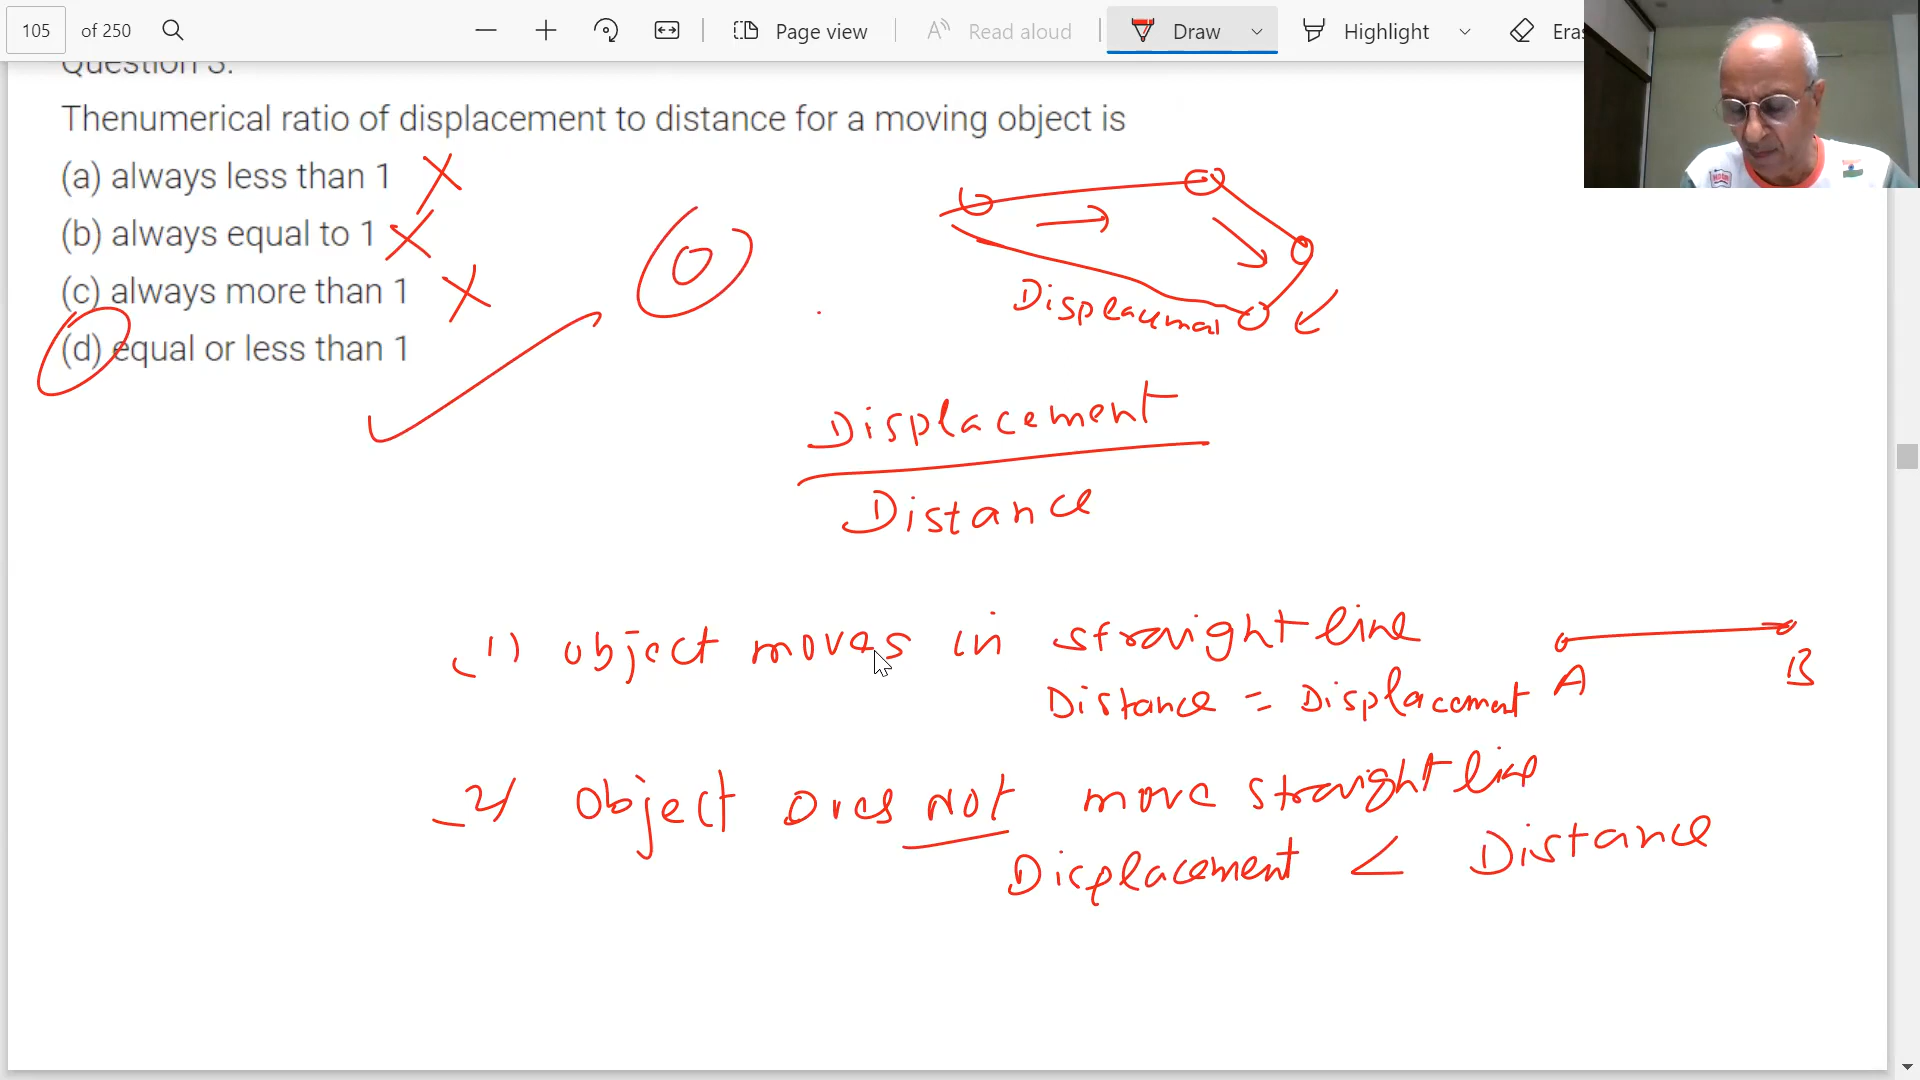 105 of 250 Page view Read aloud Draw Highlight Eras
Question 3.
Thenumerical ratio of displacement to distance for a moving object is
(a) always less than 1
(b) always equal to 1
(c) always more than 1
(d) equal or less than 1
Displacement
Distance
1) object moves in straight line
A B
Distance = Displacement
2) object does NOT move straight line
Displacement < Distance